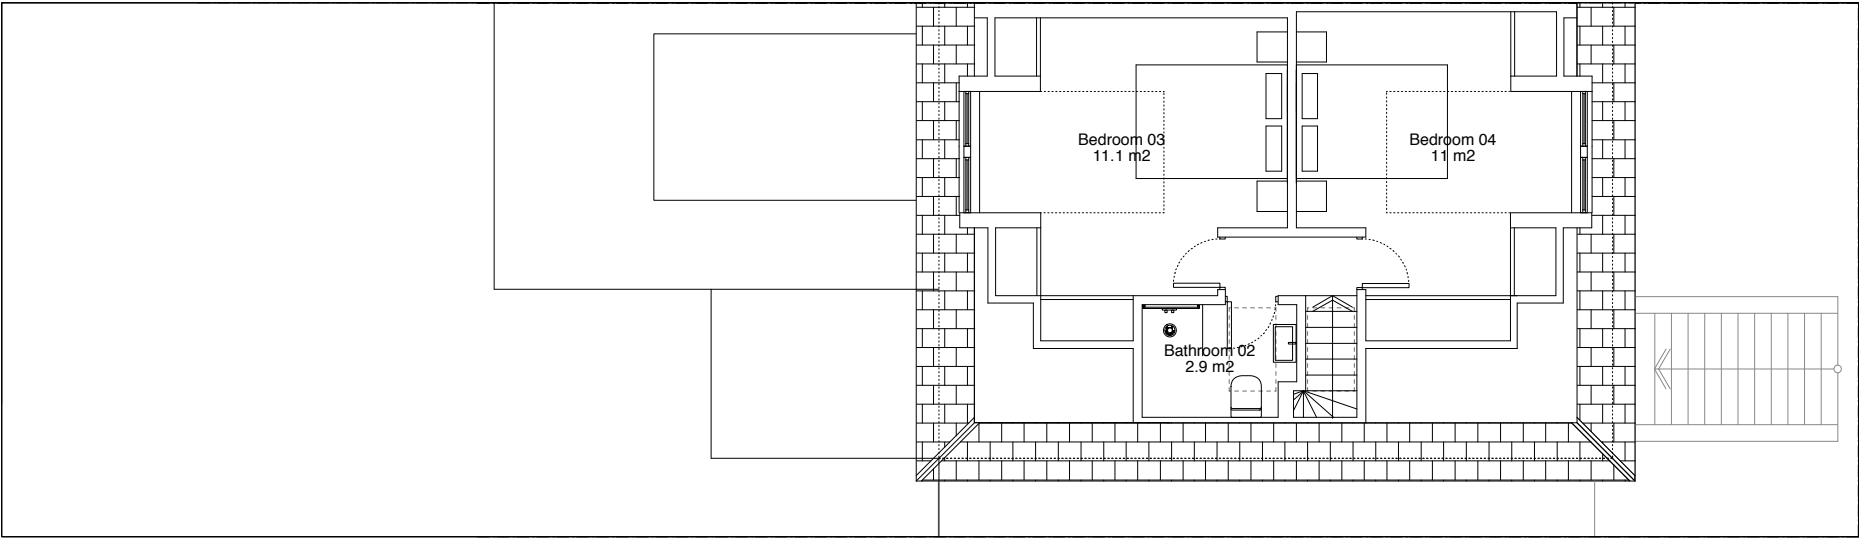 Bedroom 03
11.1 m2
Bedroom 04
11 m2
Bathroom 02
2.9 m2